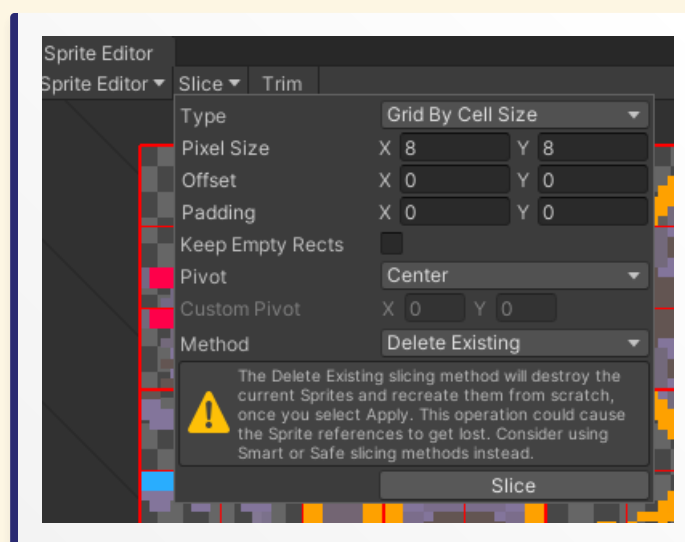 Sprite Editor
Sprite Editor Slice Trim
Type Grid By Cell Size
Pixel Size X 8 Y 8
Offset X 0 Y 0
Padding X 0 Y 0
Keep Empty Rects
Pivot Center
Custom Pivot X 0 Y 0
Method Delete Existing
The Delete Existing slicing method will destroy the
current Sprites and recreate them from scratch,
once you select Apply. This operation could cause
the Sprite references to get lost. Consider using
Smart or Safe slicing methods instead.
Slice